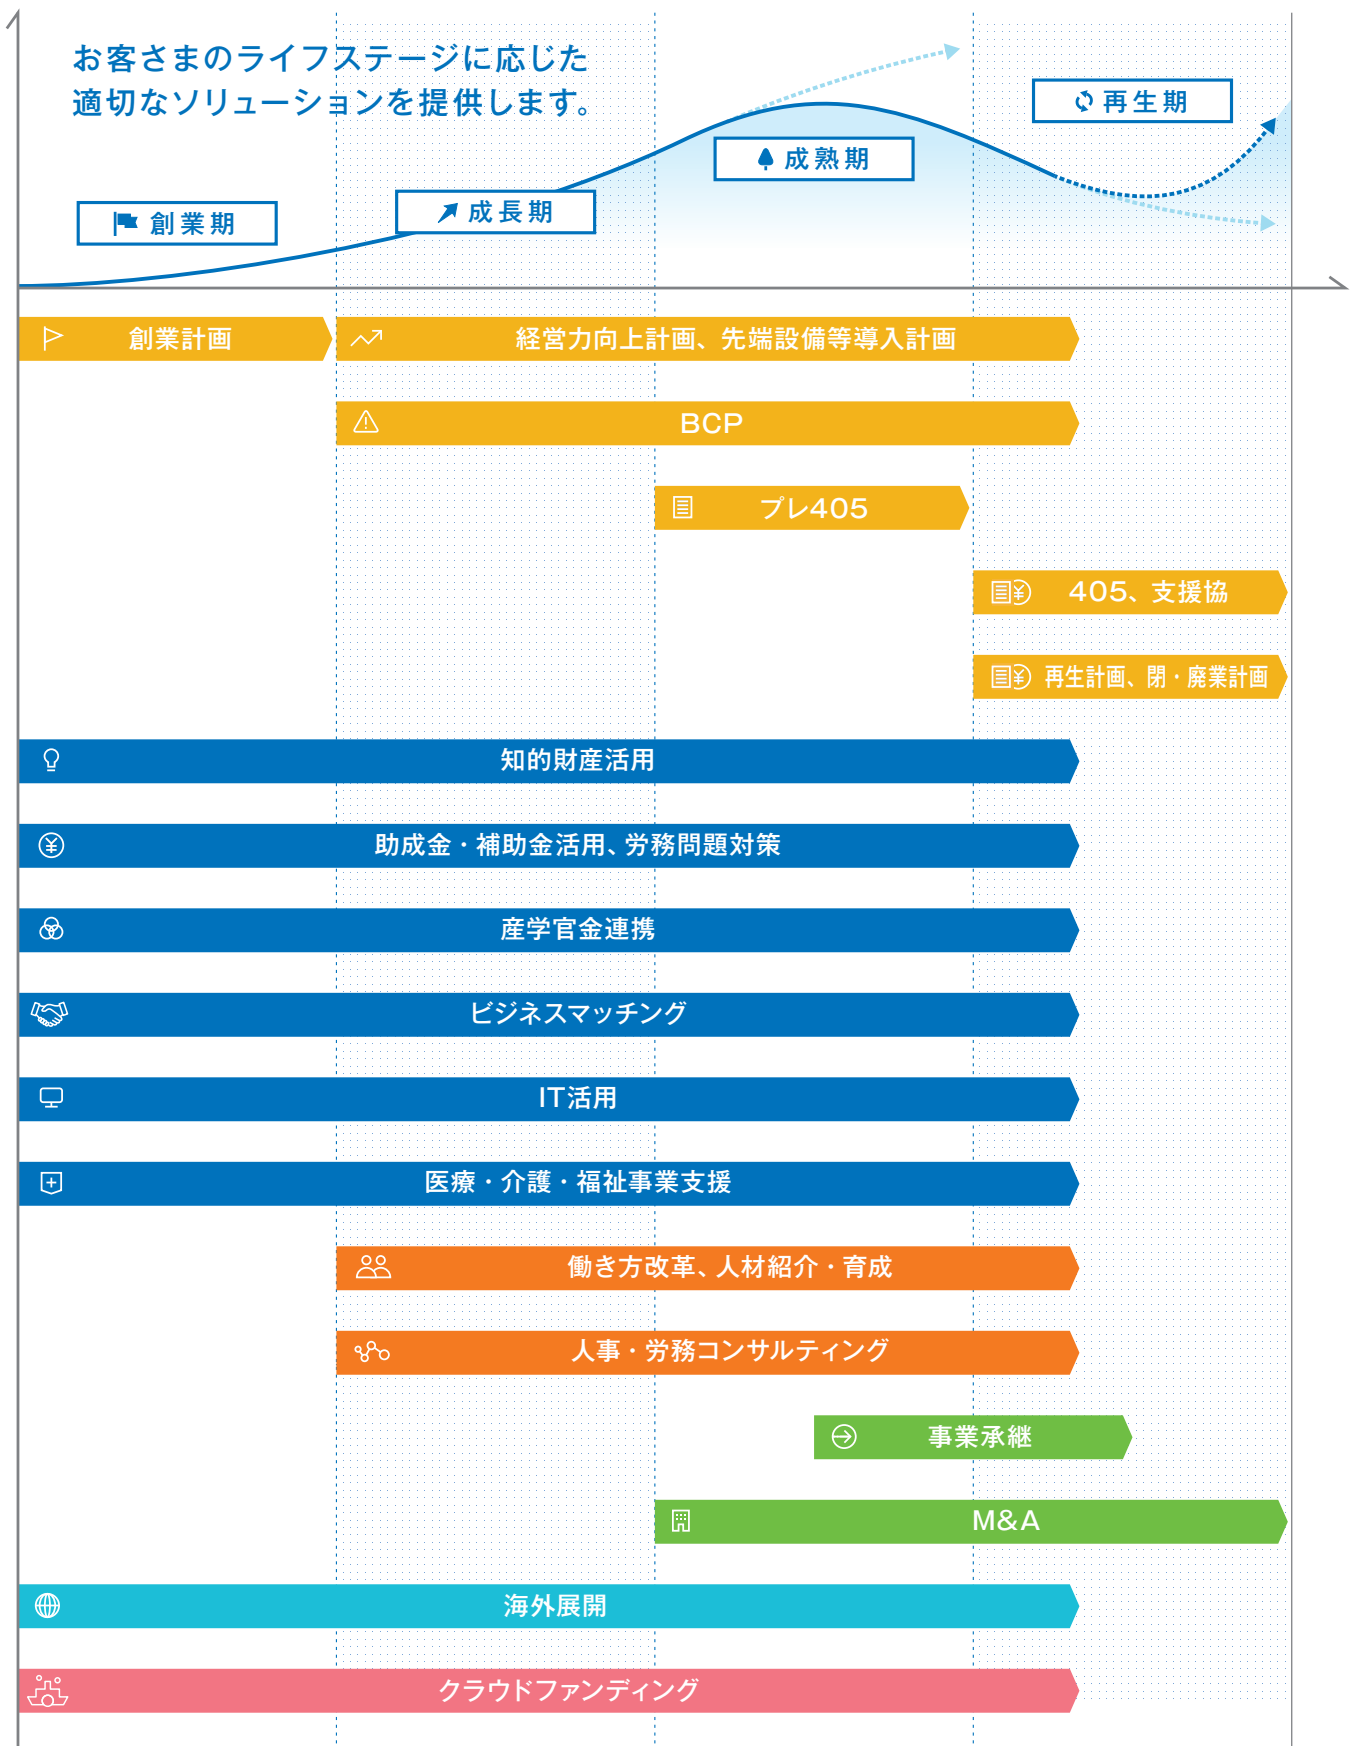 お客さまのライフステージに応じた
適切なソリューションを提供します。
創業期
成長期
成熟期
再生期
創業計画
経営力向上計画、先端設備等導入計画
BCP
プレ405
405、支援協
再生計画、閉・廃業計画
知的財産活用
助成金・補助金活用、労務問題対策
産学官金連携
ビジネスマッチング
IT活用
医療・介護・福祉事業支援
働き方改革、人材紹介・育成
人事・労務コンサルティング
事業承継
M&A
海外展開
クラウドファンディング